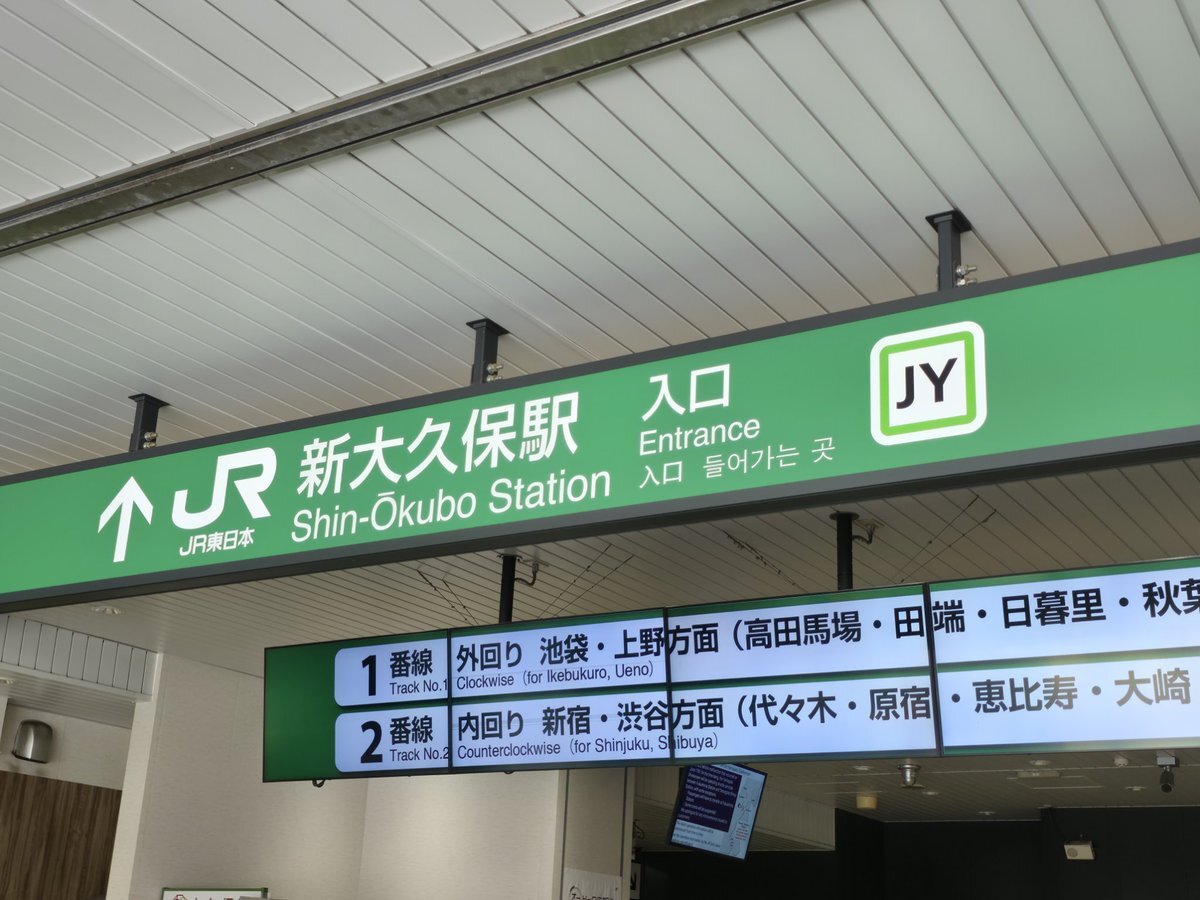 JR
JR東日本
新大久保駅
Shin-Ōkubo Station
入口
Entrance
入口 들어가는 곳
JY
1 番線 外回り 池袋・上野方面（高田馬場・田端・日暮里・秋葉
Track No.1 Clockwise (for Ikebukuro, Ueno)
2 番線 内回り 新宿・渋谷方面（代々木・原宿・恵比寿・大崎
Track No.2 Counterclockwise (for Shinjuku, Shibuya)